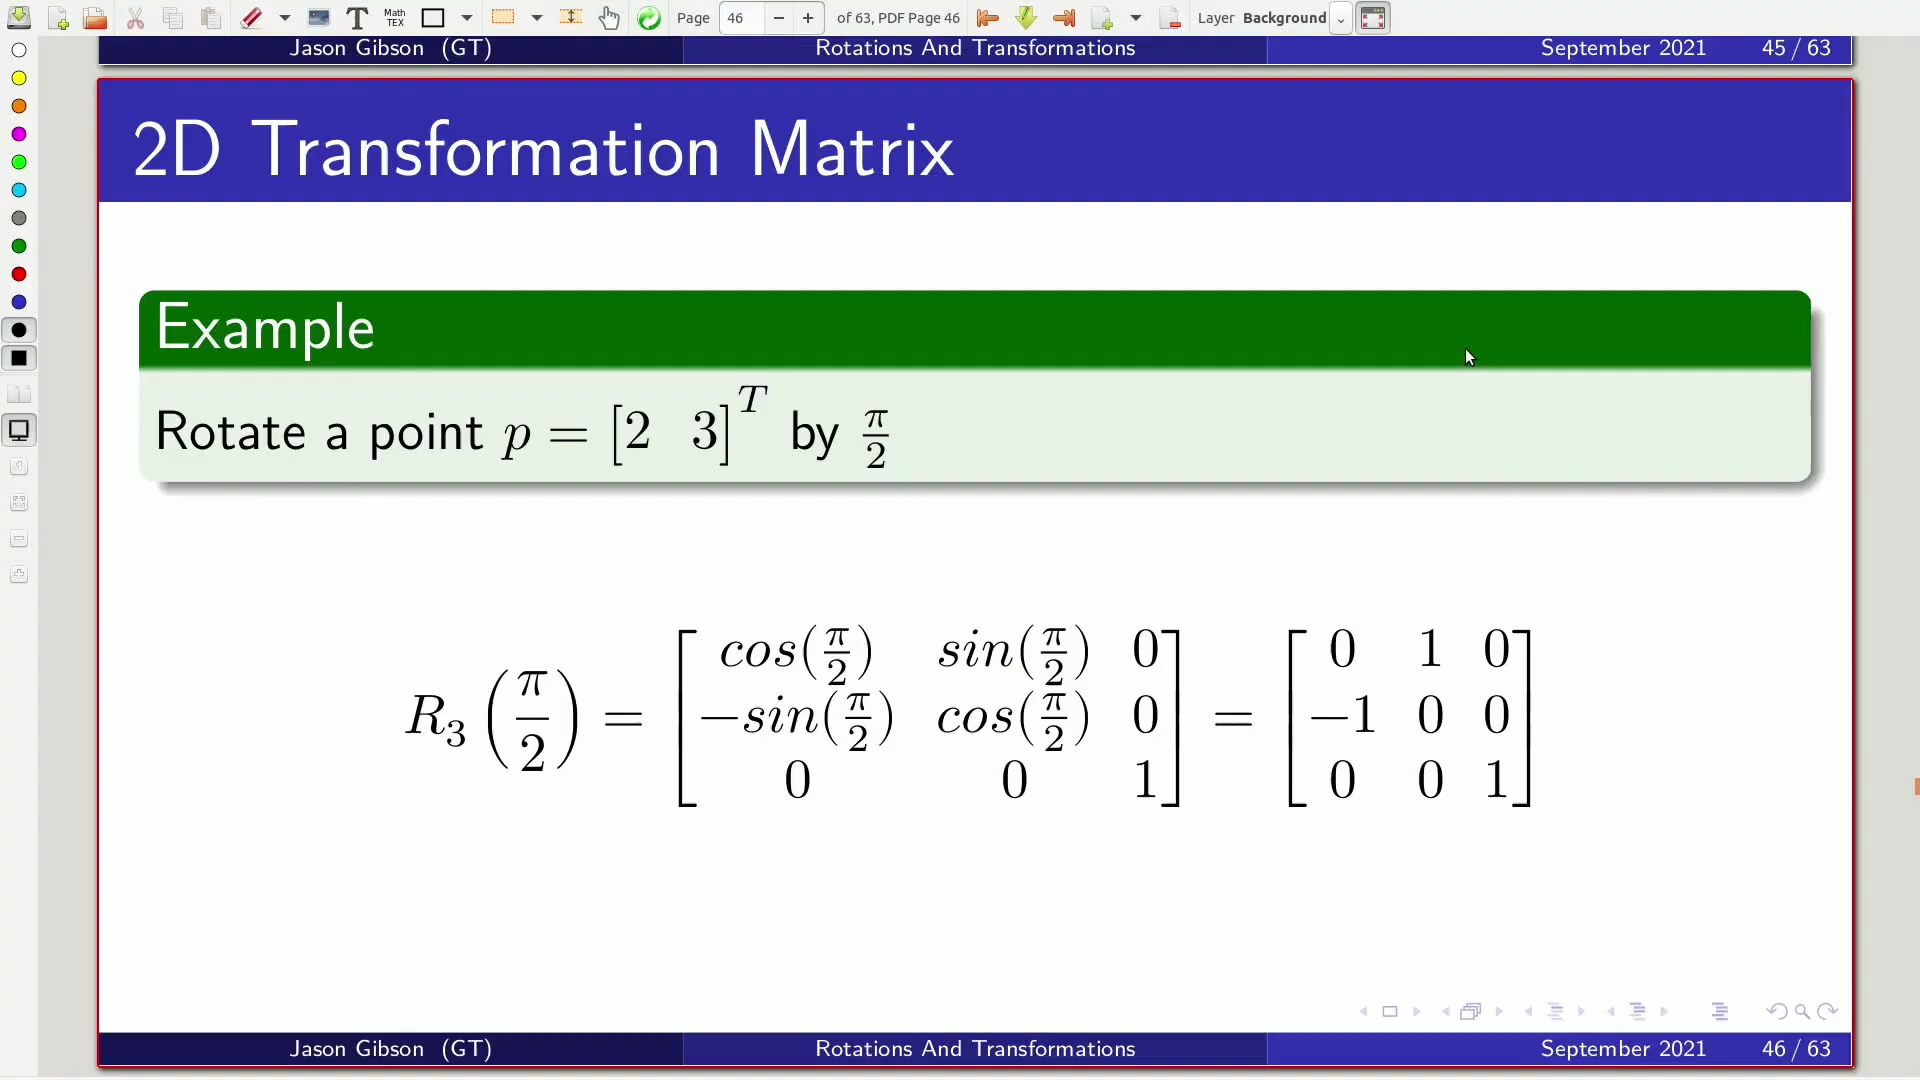 Math
TEX
Page 46 − + of 63, PDF Page 46 Layer Background
Jason Gibson (GT) Rotations And Transformations September 2021 45 / 63
2D Transformation Matrix
Example
Rotate a point p = [2 3]^T by π/2
R_3 (π/2) = [cos(π/2) sin(π/2) 0; −sin(π/2) cos(π/2) 0; 0 0 1] = [0 1 0; −1 0 0; 0 0 1]
Jason Gibson (GT) Rotations And Transformations September 2021 46 / 63